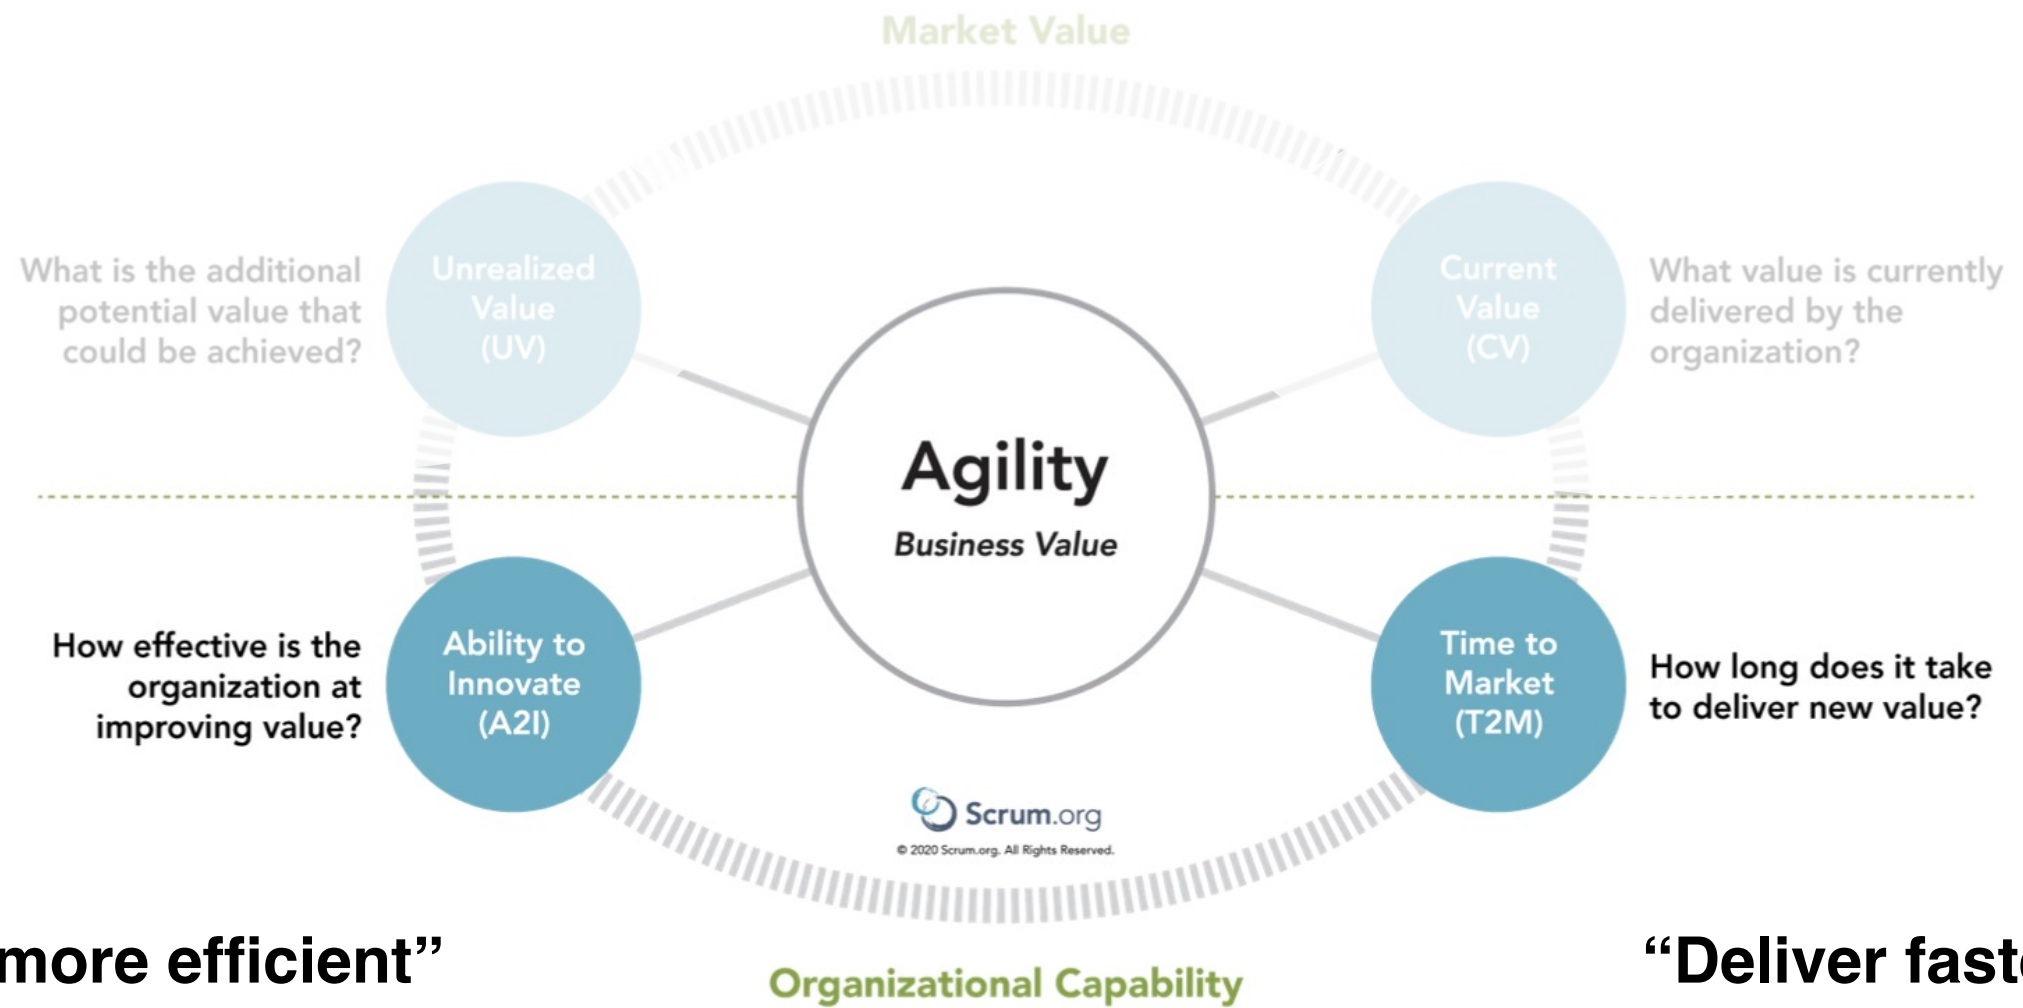 Market Value
What is the additional
potential value that
could be achieved?
Unrealized
Value
(UV)
Current
Value
(CV)
What value is currently
delivered by the
organization?
Agility
Business Value
How effective is the
organization at
improving value?
Ability to
Innovate
(A2I)
Time to
Market
(T2M)
How long does it take
to deliver new value?
Scrum.org
© 2020 Scrum.org. All Rights Reserved.
more efficient”
“Deliver
Organizational Capability